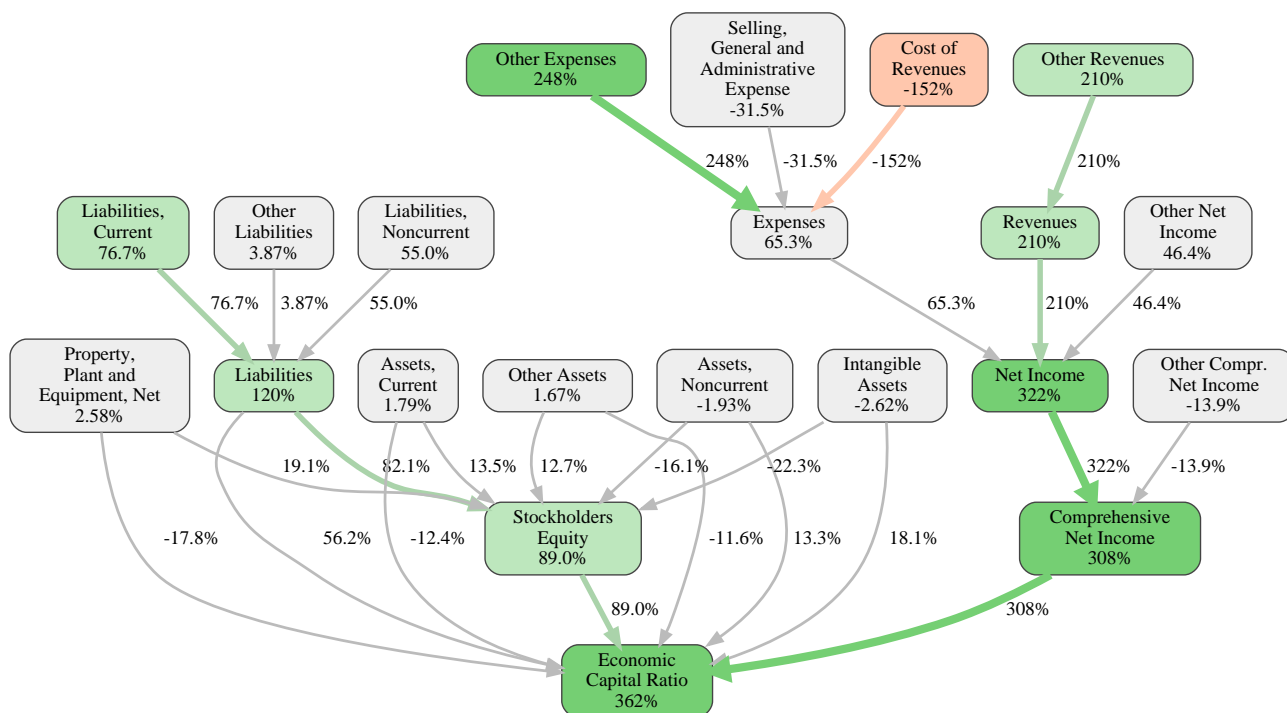 Other Expenses
248%
Selling,
General and
Administrative
Expense
-31.5%
Cost of
Revenues
-152%
Other Revenues
210%
248%
-31.5%
-152%
210%
Liabilities,
Current
76.7%
Other
Liabilities
3.87%
Liabilities,
Noncurrent
55.0%
Expenses
65.3%
Revenues
210%
Other Net
Income
46.4%
76.7%
3.87%
55.0%
65.3%
210%
46.4%
Property,
Plant and
Equipment, Net
2.58%
Liabilities
120%
Assets,
Current
1.79%
Other Assets
1.67%
Assets,
Noncurrent
-1.93%
Intangible
Assets
-2.62%
Net Income
322%
Other Compr.
Net Income
-13.9%
19.1%
82.1%
13.5%
12.7%
-16.1%
-22.3%
322%
-13.9%
Stockholders
Equity
89.0%
Comprehensive
Net Income
308%
-17.8%
56.2%
-12.4%
-11.6%
13.3%
18.1%
89.0%
308%
Economic
Capital Ratio
362%